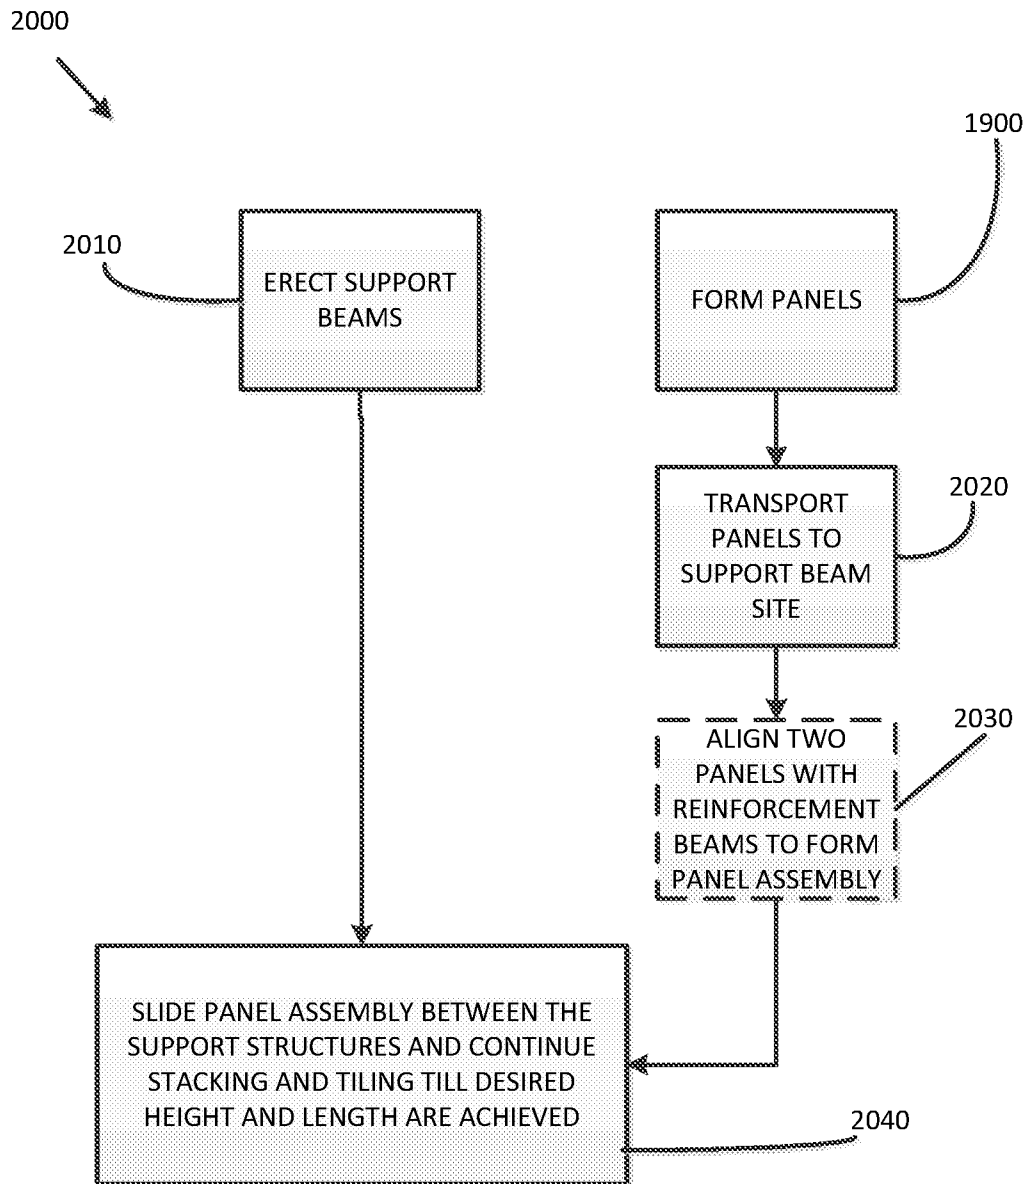 2000
1900
2010
ERECT SUPPORT
BEAMS
FORM PANELS
2020
TRANSPORT
PANELS TO
SUPPORT BEAM
SITE
2030
ALIGN TWO
PANELS WITH
REINFORCEMENT
BEAMS TO FORM
PANEL ASSEMBLY
SLIDE PANEL ASSEMBLY BETWEEN THE
SUPPORT STRUCTURES AND CONTINUE
STACKING AND TILING TILL DESIRED
HEIGHT AND LENGTH ARE ACHIEVED
2040